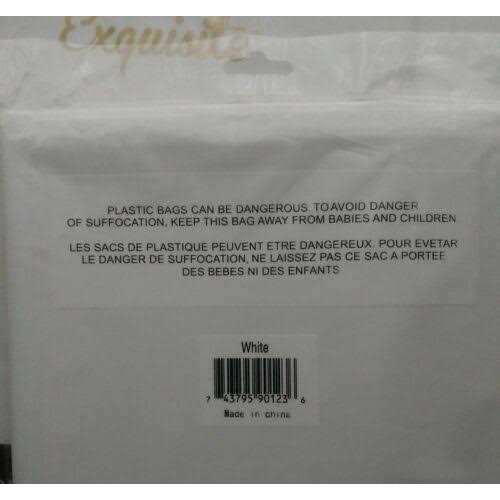 Exquisite
PLASTIC BAGS CAN BE DANGEROUS. TO AVOID DANGER
OF SUFFOCATION, KEEP THIS BAG AWAY FROM BABIES AND CHILDREN
LES SACS DE PLASTIQUE PEUVENT ETRE DANGEREUX. POUR EVETAR
LE DANGER DE SUFFOCATION, NE LAISSEZ PAS CE SAC A PORTEE
DES BEBES NI DES ENFANTS
White
7 43795 90123 6
Made in china